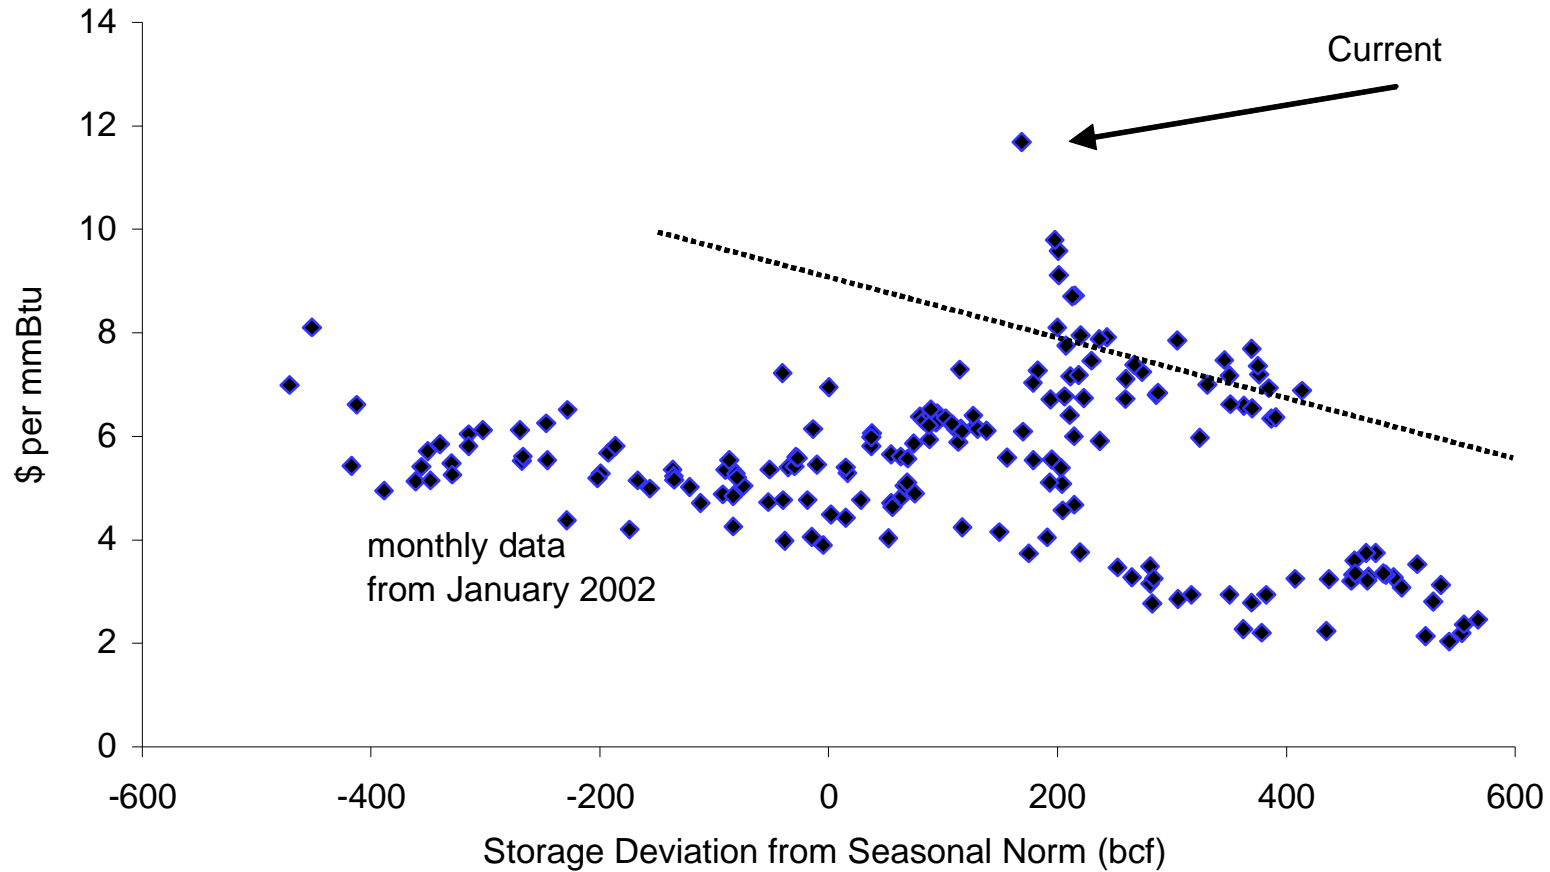 14
12
10
8
6
4
2
0
$ per mmBtu
Current
monthly data
from January 2002
-600 -400 -200 0 200 400 600
Storage Deviation from Seasonal Norm (bcf)